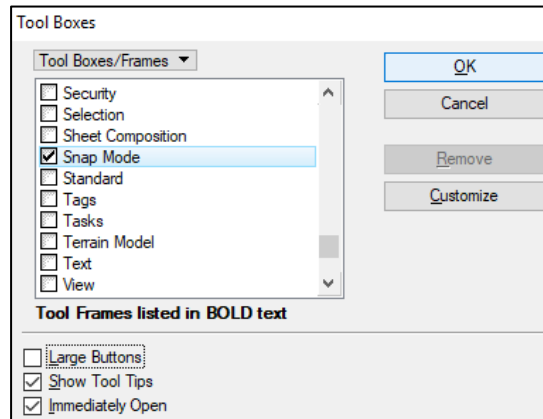 Tool Boxes
Tool Boxes/Frames
OK
Security
Cancel
Selection
Sheet Composition
Snap Mode
Remove
Standard
Tags
Customize
Tasks
Terrain Model
Text
View
Tool Frames listed in BOLD text
Large Buttons
Show Tool Tips
Immediately Open